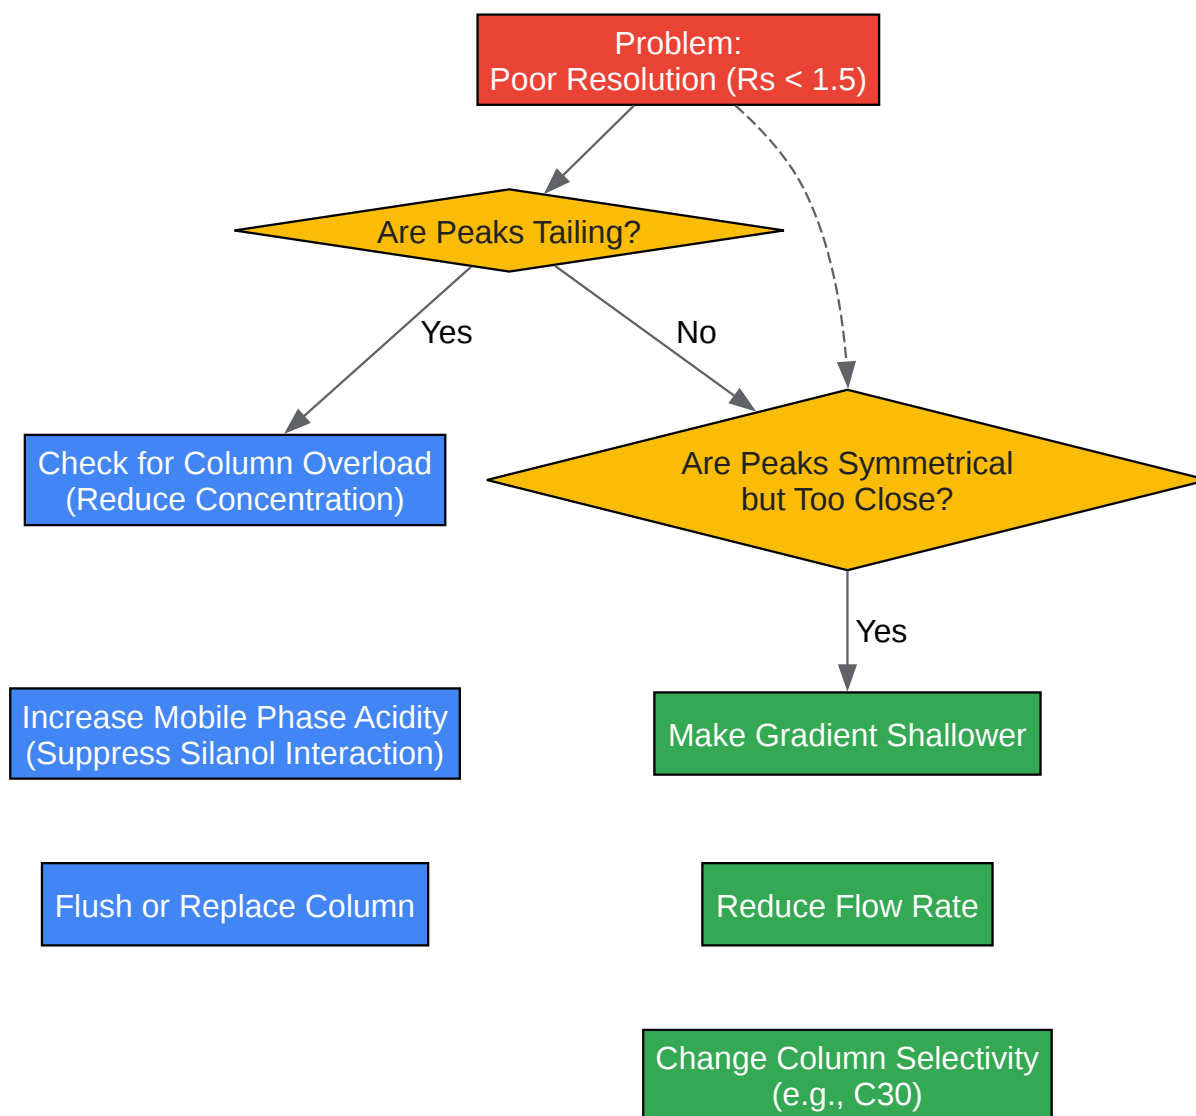 Problem:
Poor Resolution (Rs < 1.5)
Are Peaks Tailing?
Yes
No
Check for Column Overload
(Reduce Concentration)
Are Peaks Symmetrical
but Too Close?
Yes
Increase Mobile Phase Acidity
(Suppress Silanol Interaction)
Make Gradient Shallower
Flush or Replace Column
Reduce Flow Rate
Change Column Selectivity
(e.g., C30)